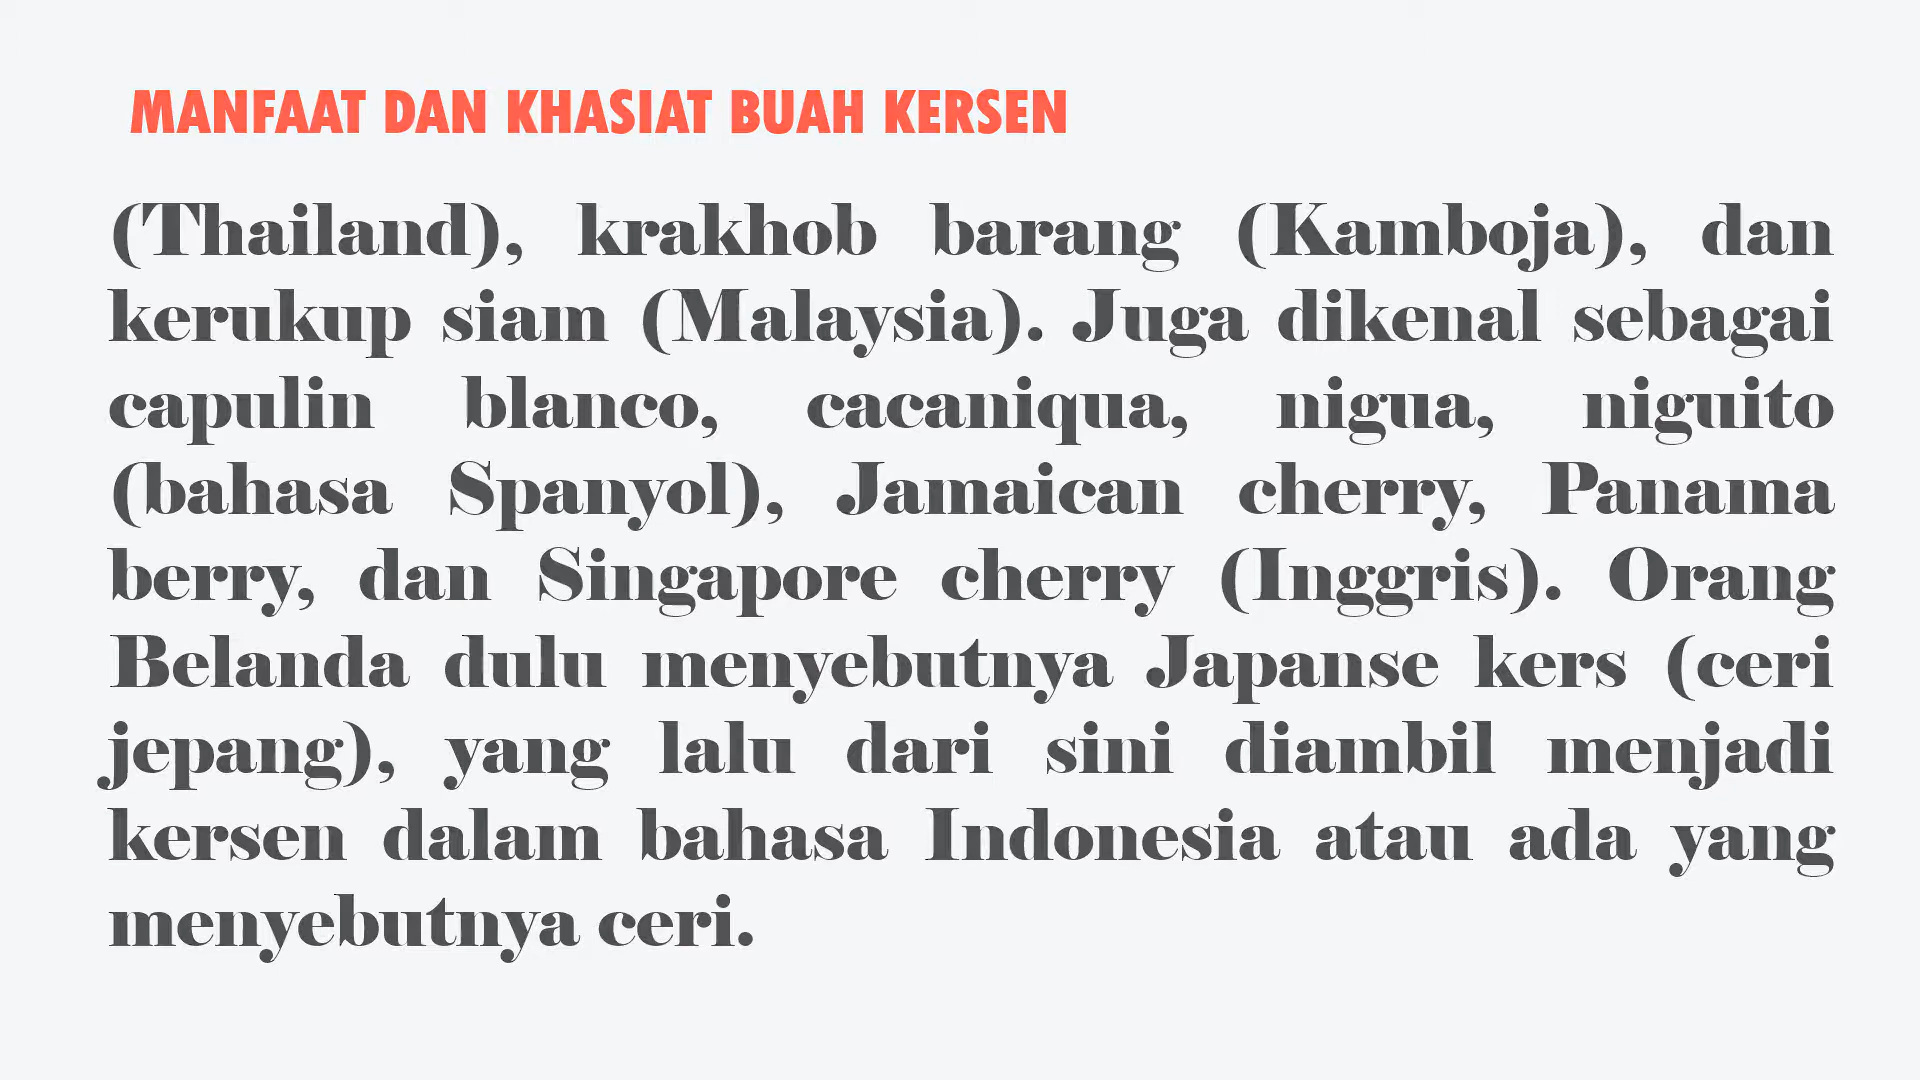 MANFAAT DAN KHASIAT BUAH KERSEN
(Thailand), krakhob barang (Kamboja), dan
kerukup siam (Malaysia). Juga dikenal sebagai
capulin blanco, cacaniqua, nigua, niguito
(bahasa Spanyol), Jamaican cherry, Panama
berry, dan Singapore cherry (Inggris). Orang
Belanda dulu menyebutnya Japanse kers (ceri
jepang), yang lalu dari sini diambil menjadi
kersen dalam bahasa Indonesia atau ada yang
menyebutnya ceri.